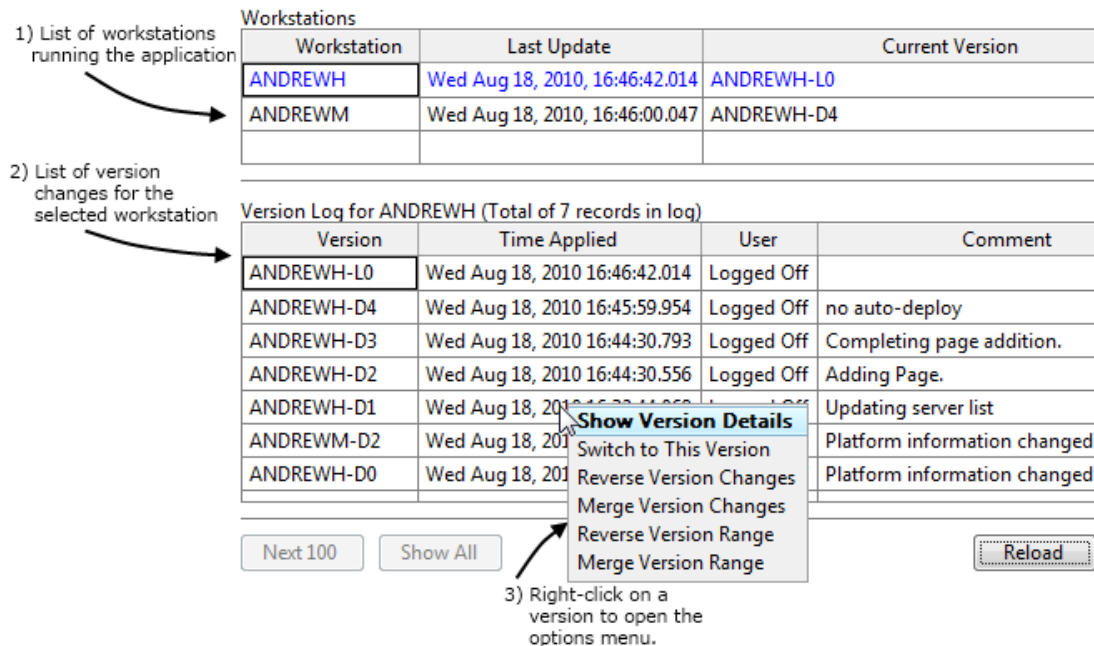 1) List of workstations
running the application
Workstations
Workstation Last Update Current Version
ANDREWH Wed Aug 18, 2010, 16:46:42.014 ANDREWH-L0
ANDREWM Wed Aug 18, 2010, 16:46:00.047 ANDREWH-D4
2) List of version
changes for the
selected workstation
Version Log for ANDREWH (Total of 7 records in log)
Version Time Applied User Comment
ANDREWH-L0 Wed Aug 18, 2010 16:46:42.014 Logged Off
ANDREWH-D4 Wed Aug 18, 2010 16:45:59.954 Logged Off no auto-deploy
ANDREWH-D3 Wed Aug 18, 2010 16:44:30.793 Logged Off Completing page addition.
ANDREWH-D2 Wed Aug 18, 2010 16:44:30.556 Logged Off Adding Page.
ANDREWH-D1 Wed Aug 18, Updating server list
ANDREWM-D2 Wed Aug 18, Platform information changed
ANDREWH-D0 Wed Aug 18, Platform information changed
Show Version Details
Switch to This Version
Reverse Version Changes
Merge Version Changes
Reverse Version Range
Merge Version Range
Next 100 Show All Reload
3) Right-click on a
version to open the
options menu.